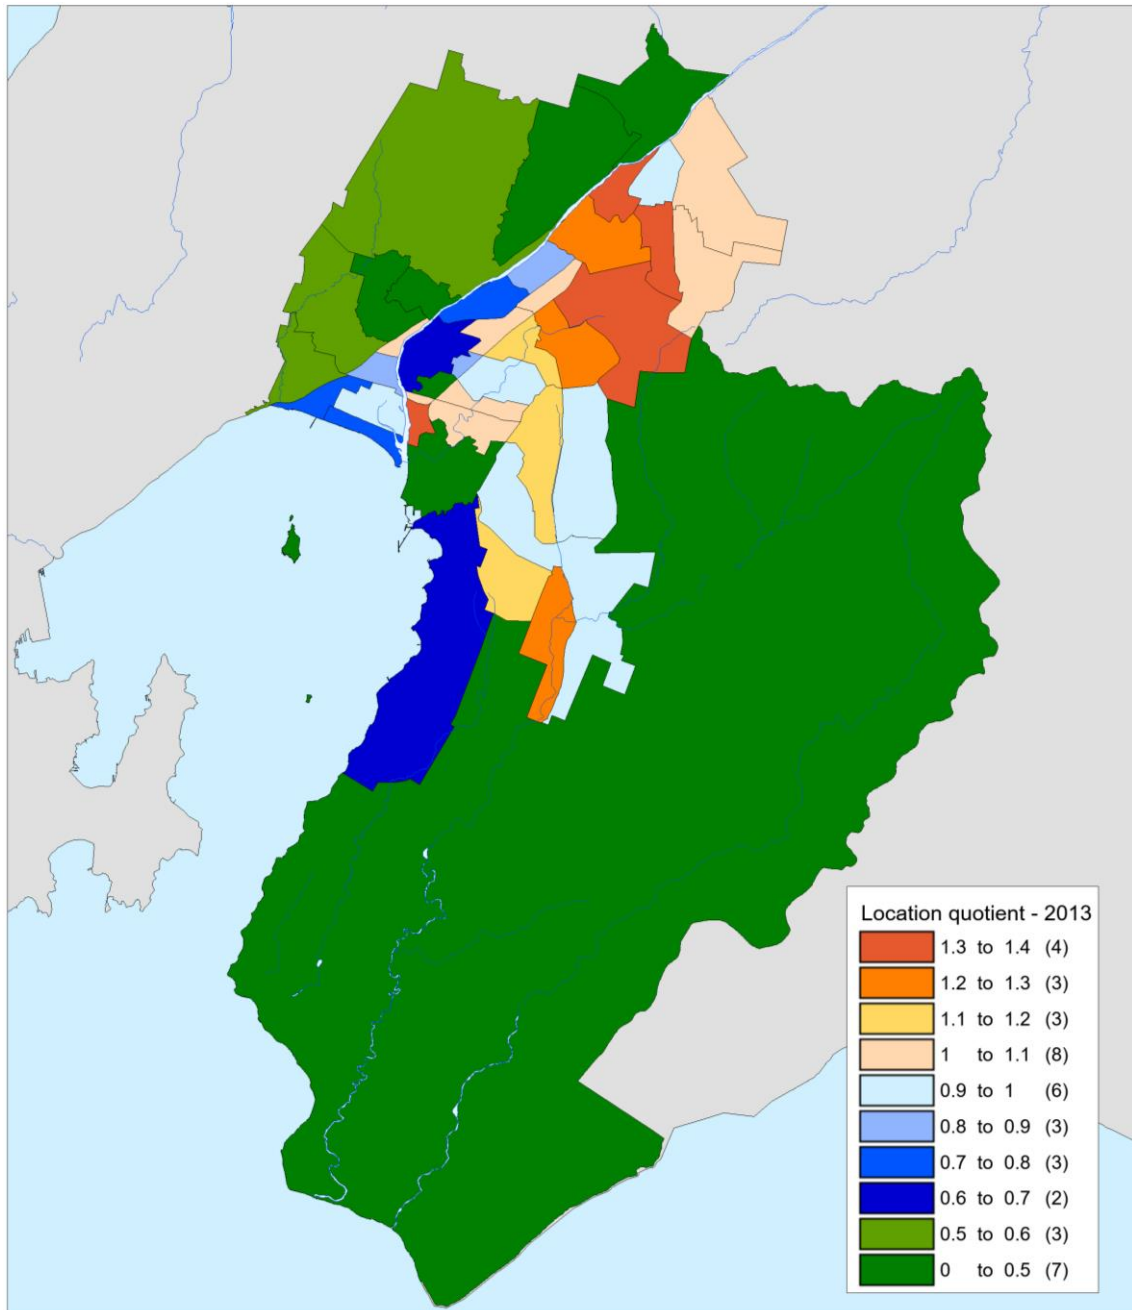 Location quotient - 2013
1.3 to 1.4 (4)
1.2 to 1.3 (3)
1.1 to 1.2 (3)
1 to 1.1 (8)
0.9 to 1 (6)
0.8 to 0.9 (3)
0.7 to 0.8 (3)
0.6 to 0.7 (2)
0.5 to 0.6 (3)
0 to 0.5 (7)